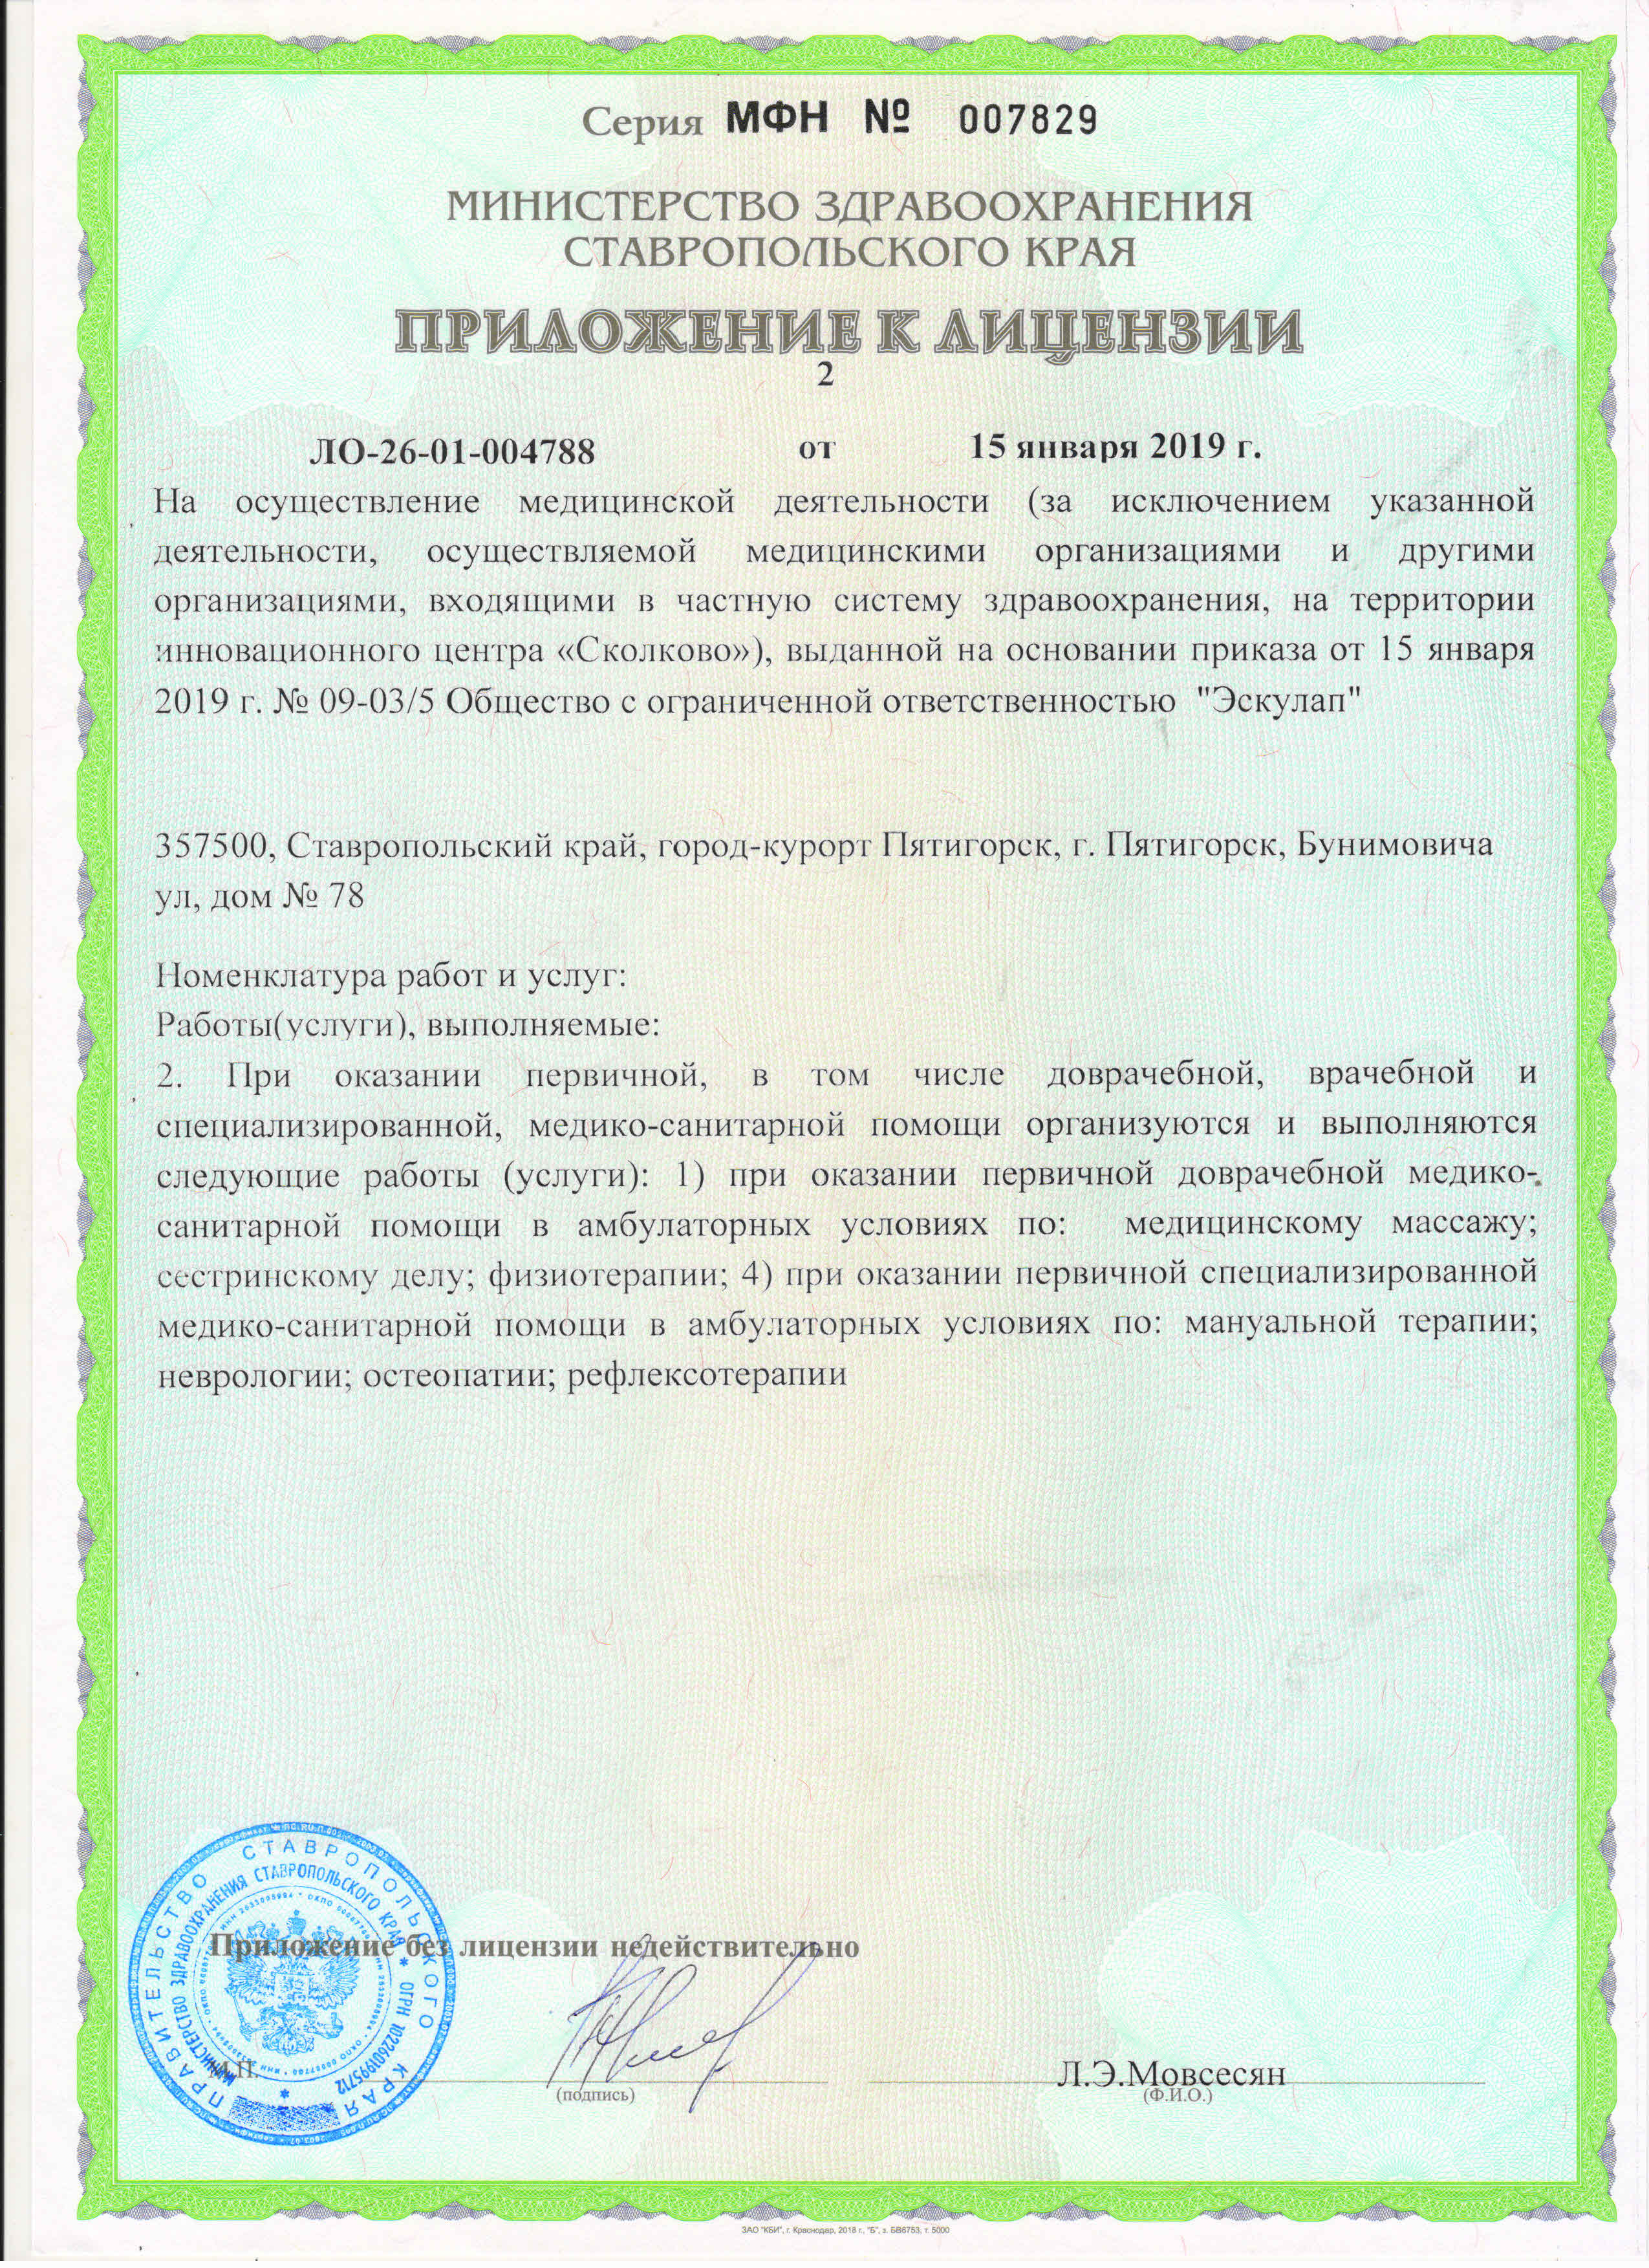 Серия МФН № 007829
МИНИСТЕРСТВО ЗДРАВООХРАНЕНИЯ
СТАВРОПОЛЬСКОГО КРАЯ
ПРИЛОЖЕНИЕ К ЛИЦЕНЗИИ
2
ЛО-26-01-004788 от 15 января 2019 г.
На осуществление медицинской деятельности (за исключением указанной
деятельности, осуществляемой медицинскими организациями и другими
организациями, входящими в частную систему здравоохранения, на территории
инновационного центра «Сколково»), выданной на основании приказа от 15 января
2019 г. № 09-03/5 Общество с ограниченной ответственностью "Эскулап"
357500, Ставропольский край, город-курорт Пятигорск, г. Пятигорск, Бунимовича
ул, дом № 78
Номенклатура работ и услуг:
Работы(услуги), выполняемые:
2. При оказании первичной, в том числе доврачебной, врачебной и
специализированной, медико-санитарной помощи организуются и выполняются
следующие работы (услуги): 1) при оказании первичной доврачебной медико-
санитарной помощи в амбулаторных условиях по: медицинскому массажу;
сестринскому делу; физиотерапии; 4) при оказании первичной специализированной
медико-санитарной помощи в амбулаторных условиях по: мануальной терапии;
неврологии; остеопатии; рефлексотерапии
ПРАВИТЕЛЬСТВО СТАВРОПОЛЬСКОГО КРАЯ
МИНИСТЕРСТВО ЗДРАВООХРАНЕНИЯ СТАВРОПОЛЬСКОГО КРАЯ * ОГРН 1022601995712 *
Приложение без лицензии недействительно
М.П.
Л.Э.Мовсесян
(подпись) (Ф.И.О.)
ЗАО "КБИ", г. Краснодар, 2018 г., "Б", з. БВ6753, т. 5000